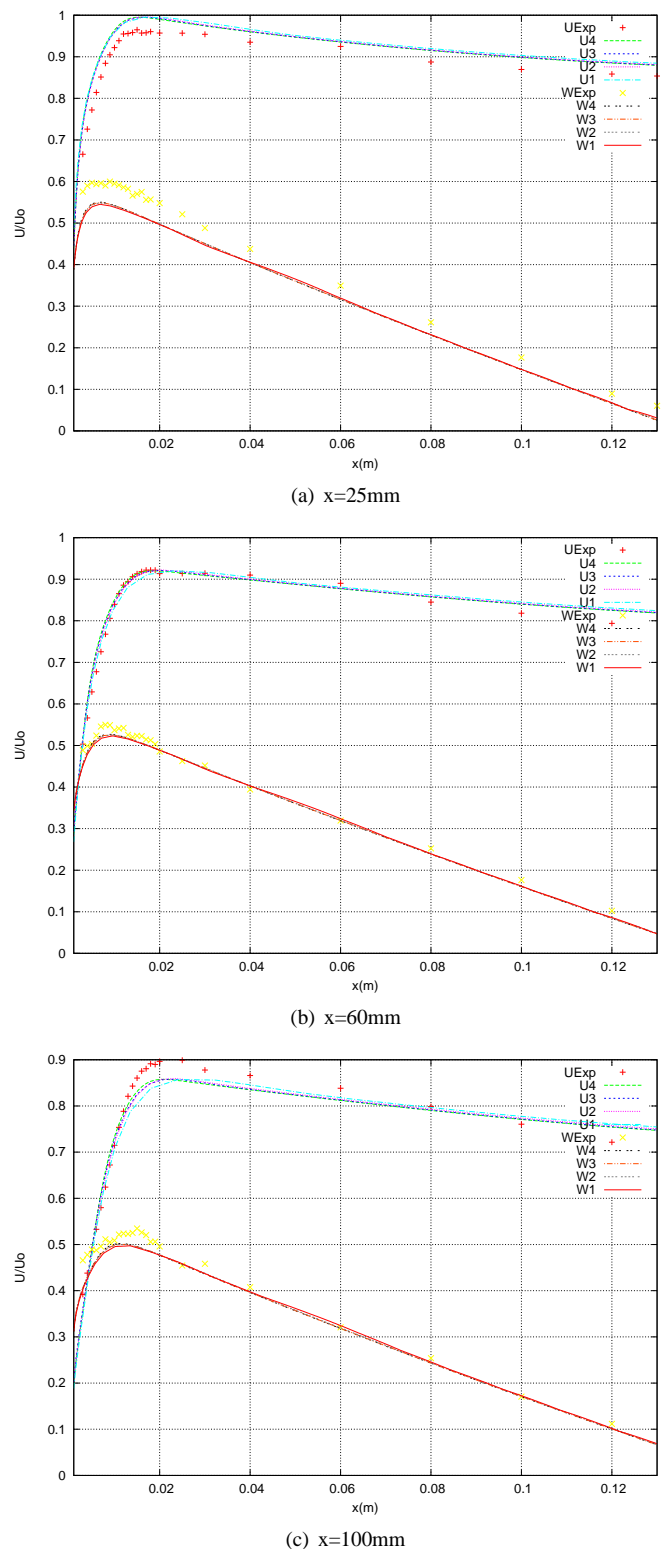 1
0.9
0.8
0.7
0.6
0.5
0.4
0.3
0.2
0.1
0
U/Uo
0.02 0.04 0.06 0.08 0.1 0.12
x(m)
UExp
U4
U3
U2
U1
WExp
W4
W3
W2
W1
(a) x=25mm
1
0.9
0.8
0.7
0.6
0.5
0.4
0.3
0.2
0.1
0
U/Uo
0.02 0.04 0.06 0.08 0.1 0.12
x(m)
UExp
U4
U3
U2
U1
WExp
W4
W3
W2
W1
(b) x=60mm
0.9
0.8
0.7
0.6
0.5
0.4
0.3
0.2
0.1
0
U/Uo
0.02 0.04 0.06 0.08 0.1 0.12
x(m)
UExp
U4
U3
U2
U1
WExp
W4
W3
W2
W1
(c) x=100mm